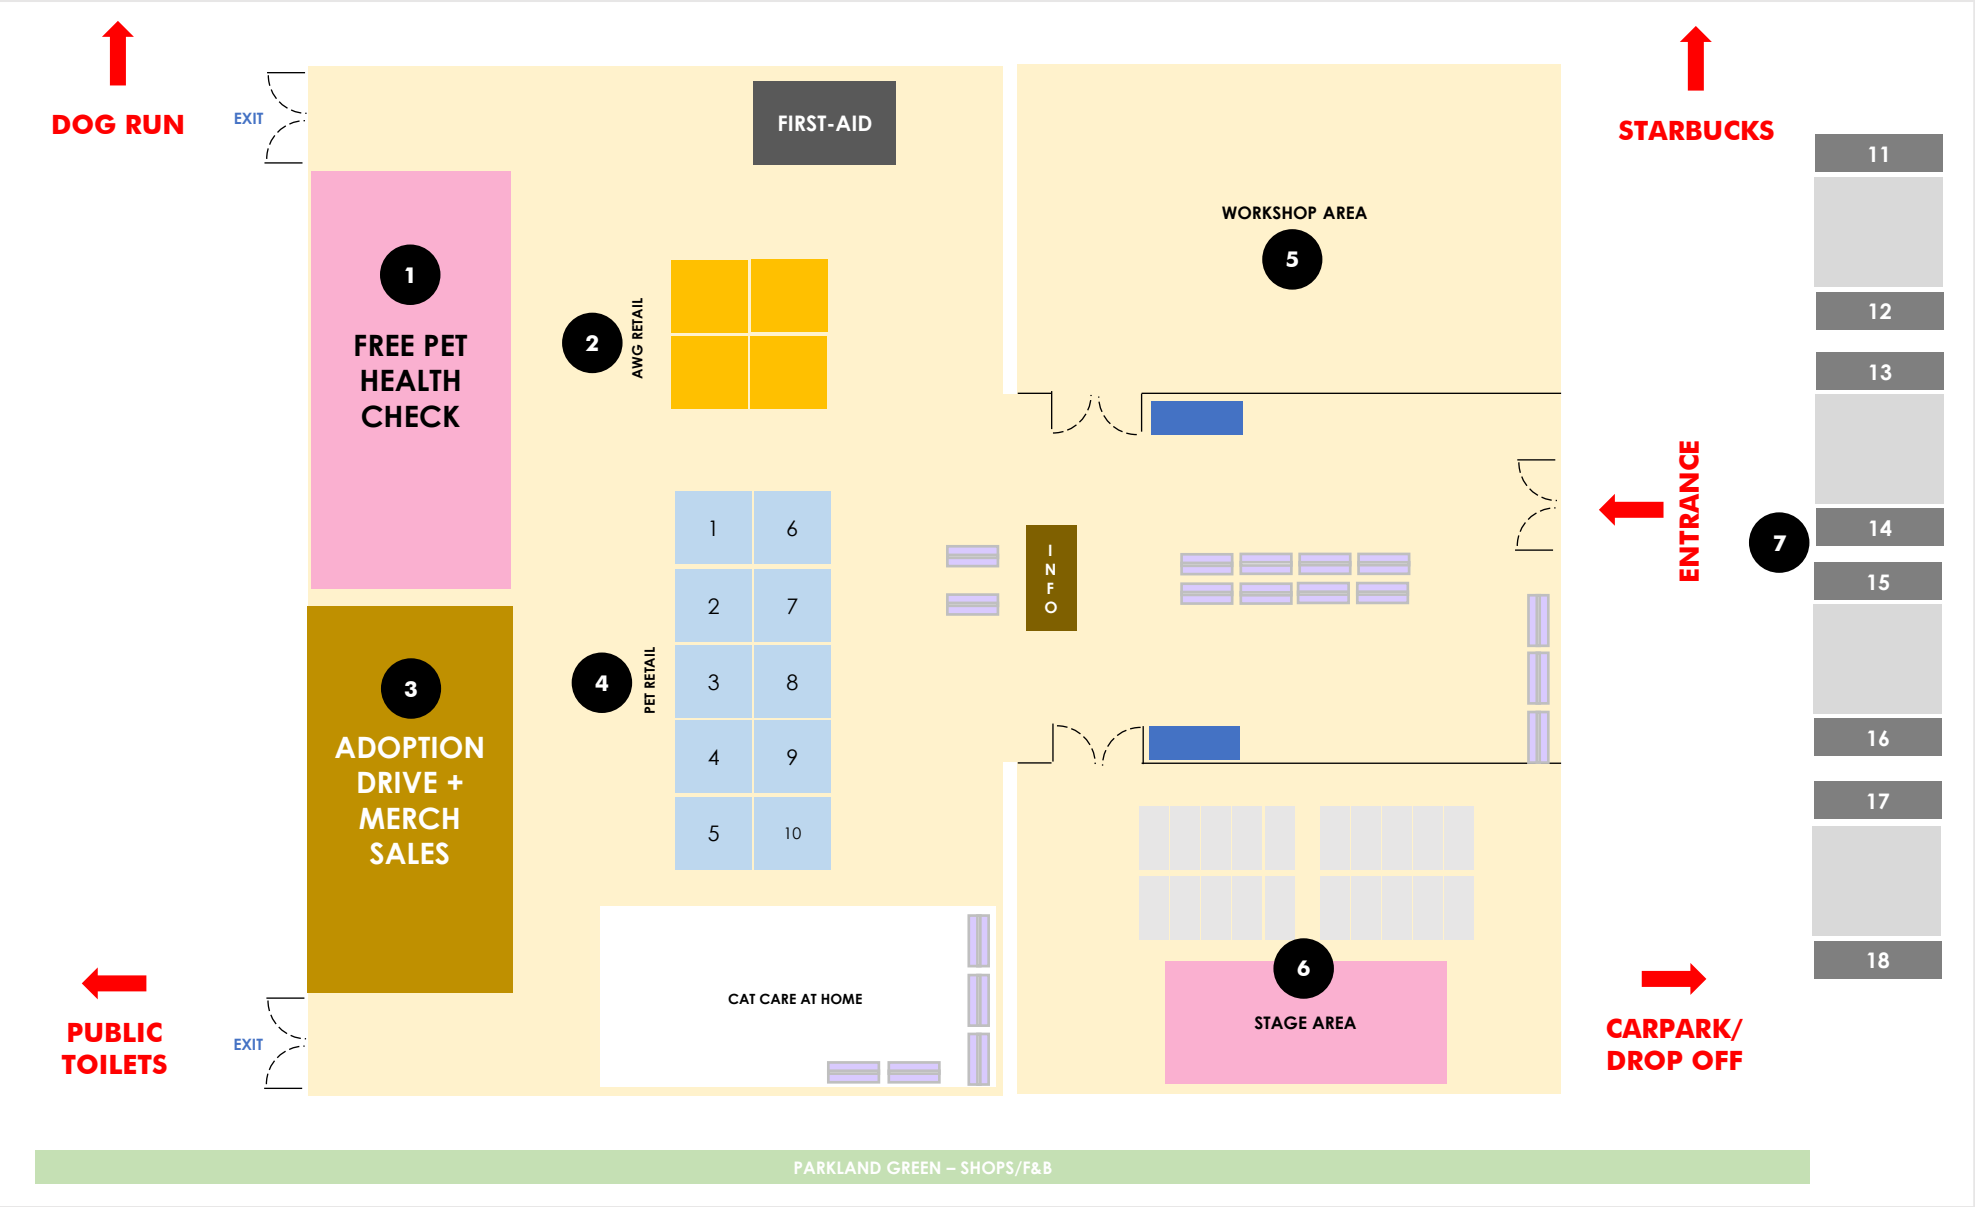 DOG RUN
EXIT
FIRST-AID
STARBUCKS
11
WORKSHOP AREA
5
12
1
FREE PET
HEALTH
CHECK
2
AWG RETAIL
13
ENTRANCE
7
14
15
1
6
2
7
3
8
4
9
5
10
I
N
F
O
4
PET RETAIL
3
ADOPTION
DRIVE +
MERCH
SALES
16
17
18
CAT CARE AT HOME
6
STAGE AREA
PUBLIC
TOILETS
EXIT
CARPARK/
DROP OFF
PARKLAND GREEN – SHOPS/F&B